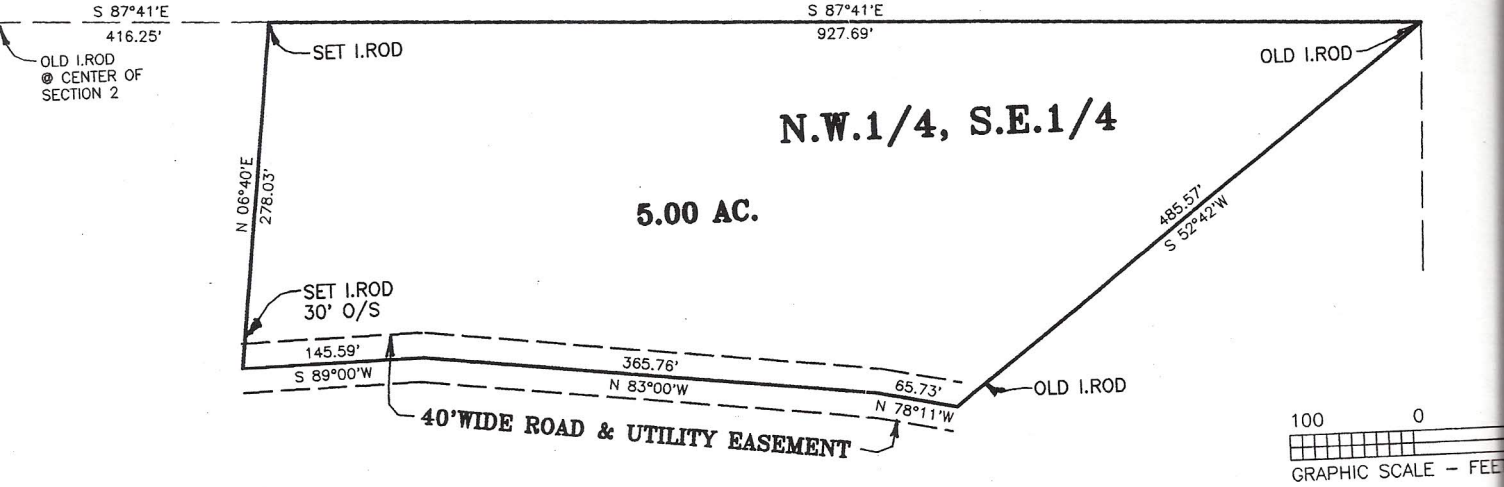 S 87°41'E
416.25'
OLD I.ROD
@ CENTER OF
SECTION 2
SET I.ROD
S 87°41'E
927.69'
OLD I.ROD
N.W.1/4, S.E.1/4
N 06°40'E
278.03'
5.00 AC.
485.57'
S 52°42'W
SET I.ROD
30' O/S
145.59'
S 89°00'W
365.76'
N 83°00'W
65.73'
N 78°11'W
OLD I.ROD
40'WIDE ROAD & UTILITY EASEMENT
100 0
GRAPHIC SCALE – FEE